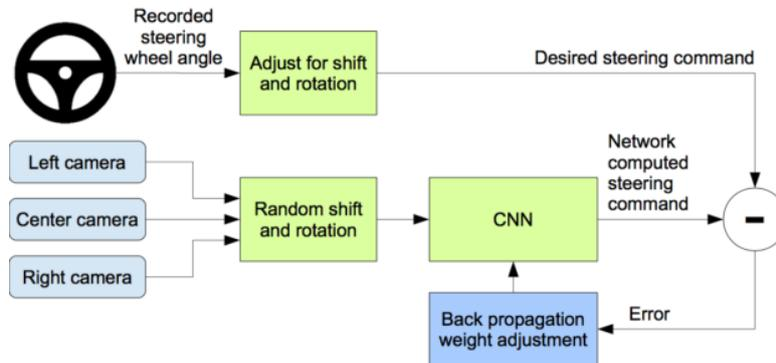 Recorded
steering
wheel angle
Adjust for shift
and rotation
Desired steering command
Left camera
Center camera
Right camera
Random shift
and rotation
CNN
Network
computed
steering
command
-
Back propagation
weight adjustment
Error